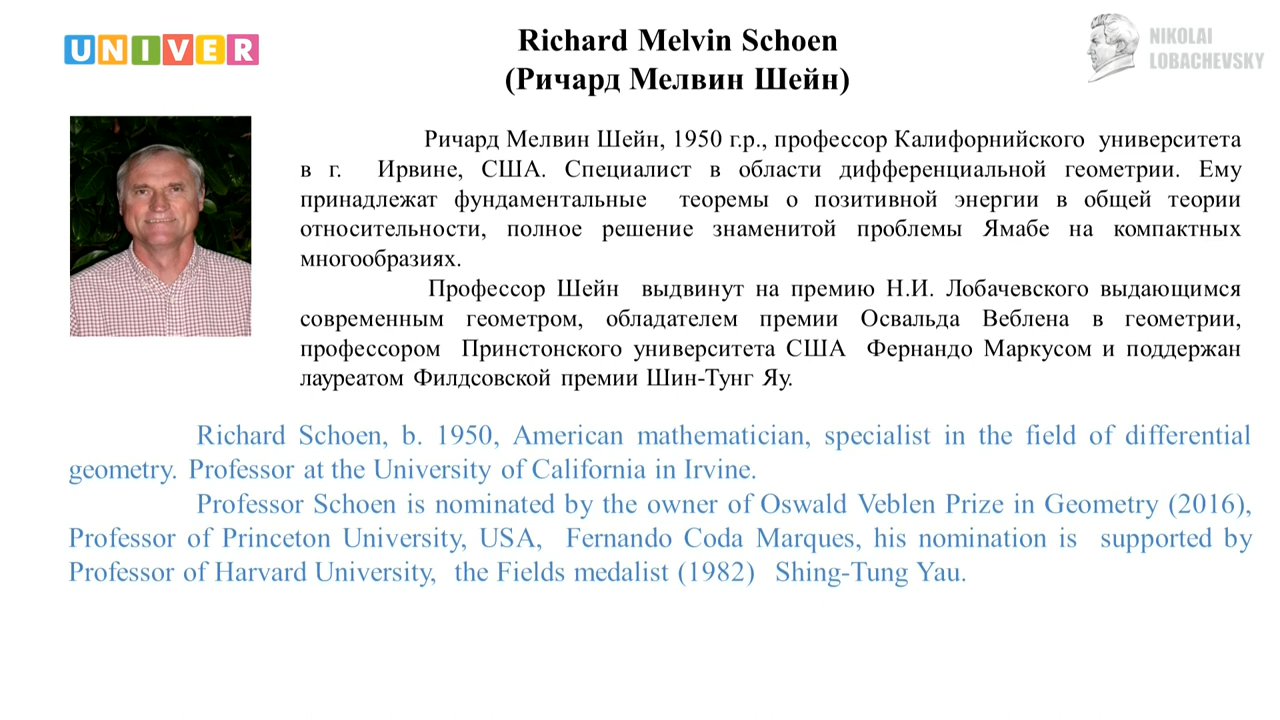 UNIVER
Richard Melvin Schoen
(Ричард Мелвин Шейн)
NIKOLAI
LOBACHEVSKY
Ричард Мелвин Шейн, 1950 г.р., профессор Калифорнийского университета
в г. Ирвине, США. Специалист в области дифференциальной геометрии. Ему
принадлежат фундаментальные теоремы о позитивной энергии в общей теории
относительности, полное решение знаменитой проблемы Ямабе на компактных
многообразиях.
Профессор Шейн выдвинут на премию Н.И. Лобачевского выдающимся
современным геометром, обладателем премии Освальда Веблена в геометрии,
профессором Принстонского университета США Фернандо Маркусом и поддержан
лауреатом Филдсовской премии Шин-Тунг Яу.
Richard Schoen, b. 1950, American mathematician, specialist in the field of differential
geometry. Professor at the University of California in Irvine.
Professor Schoen is nominated by the owner of Oswald Veblen Prize in Geometry (2016),
Professor of Princeton University, USA, Fernando Coda Marques, his nomination is supported by
Professor of Harvard University, the Fields medalist (1982) Shing-Tung Yau.